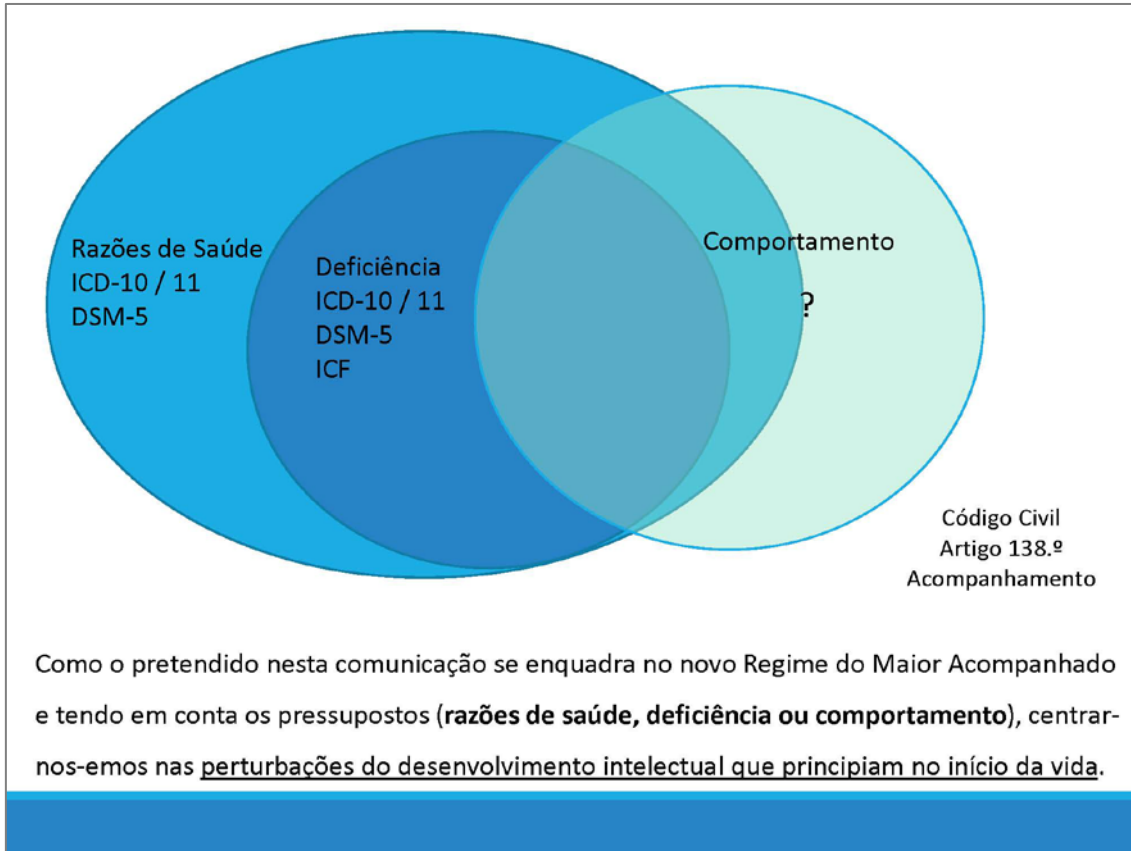 Razões de Saúde
ICD-10 / 11
DSM-5
Deficiência
ICD-10 / 11
DSM-5
ICF
Comportamento
?
Código Civil
Artigo 138.º
Acompanhamento
Como o pretendido nesta comunicação se enquadra no novo Regime do Maior Acompanhado
e tendo em conta os pressupostos (razões de saúde, deficiência ou comportamento), centrar-
nos-emos nas perturbações do desenvolvimento intelectual que principiam no início da vida.